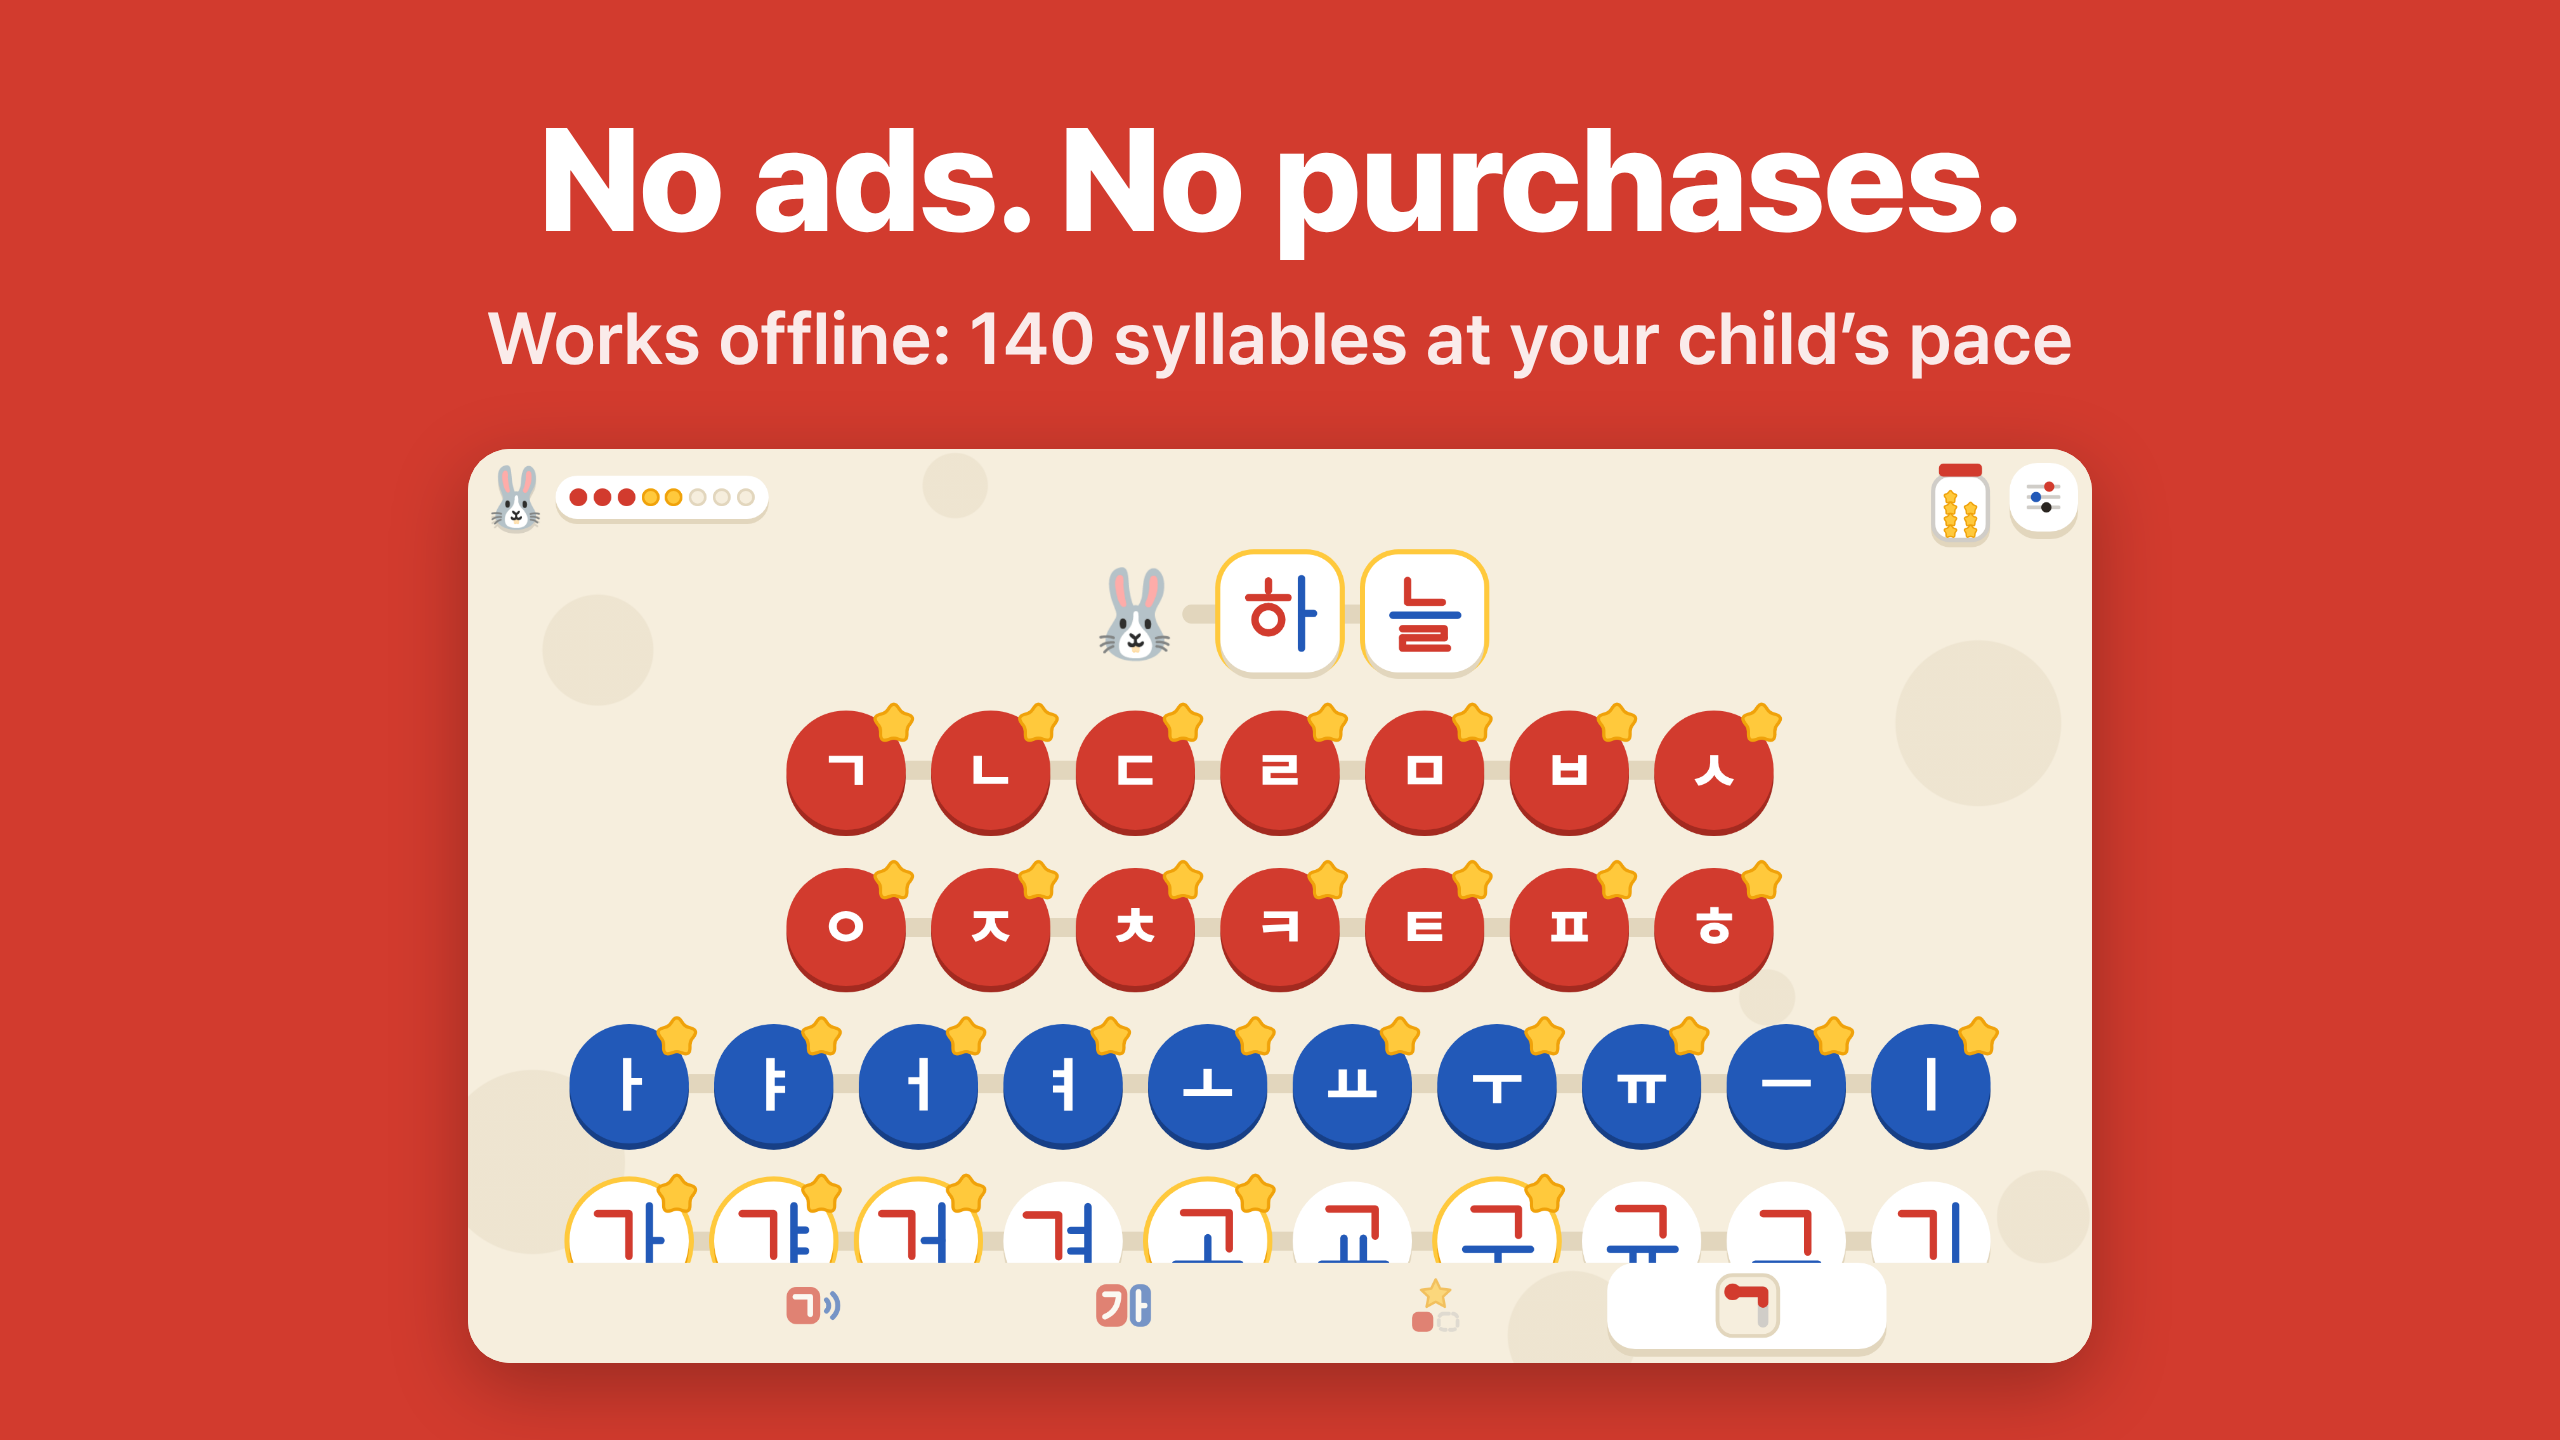 No ads. No purchases.
Works offline: 140 syllables at your child’s pace
하 늘
ㄱ ㄴ ㄷ ㄹ ㅁ ㅂ ㅅ
ㅇ ㅈ ㅊ ㅋ ㅌ ㅍ ㅎ
ㅏ ㅑ ㅓ ㅕ ㅗ ㅛ ㅜ ㅠ ㅡ ㅣ
가 갸 거 겨 고 교 구 규 그 기
ㄱ 가 ㄱ